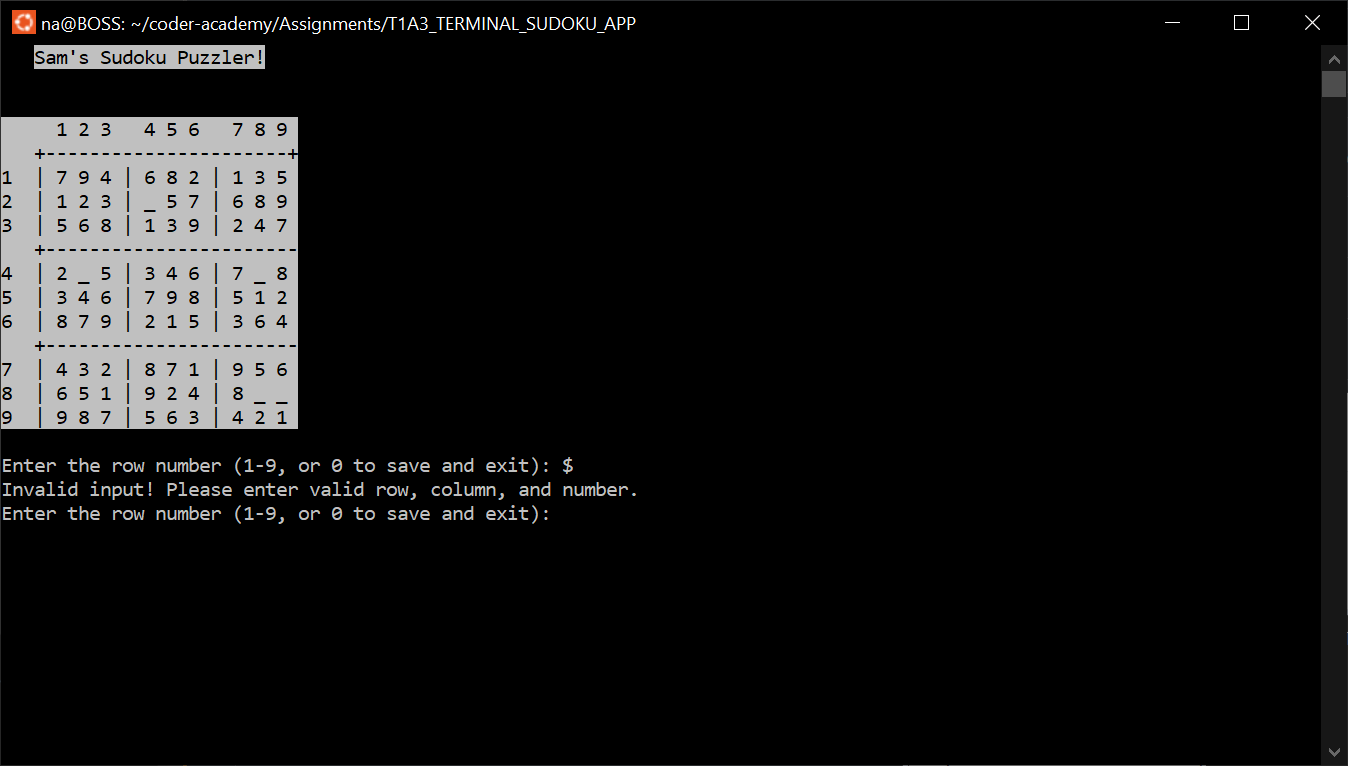 na@BOSS: ~/coder-academy/Assignments/T1A3_TERMINAL_SUDOKU_APP
Sam's Sudoku Puzzler!
1 2 3   4 5 6   7 8 9
+----------------------+
1  | 7 9 4 | 6 8 2 | 1 3 5
2  | 1 2 3 | _ 5 7 | 6 8 9
3  | 5 6 8 | 1 3 9 | 2 4 7
+-----------------------
4  | 2 _ 5 | 3 4 6 | 7 _ 8
5  | 3 4 6 | 7 9 8 | 5 1 2
6  | 8 7 9 | 2 1 5 | 3 6 4
+-----------------------
7  | 4 3 2 | 8 7 1 | 9 5 6
8  | 6 5 1 | 9 2 4 | 8 _ _
9  | 9 8 7 | 5 6 3 | 4 2 1
Enter the row number (1-9, or 0 to save and exit): $
Invalid input! Please enter valid row, column, and number.
Enter the row number (1-9, or 0 to save and exit):